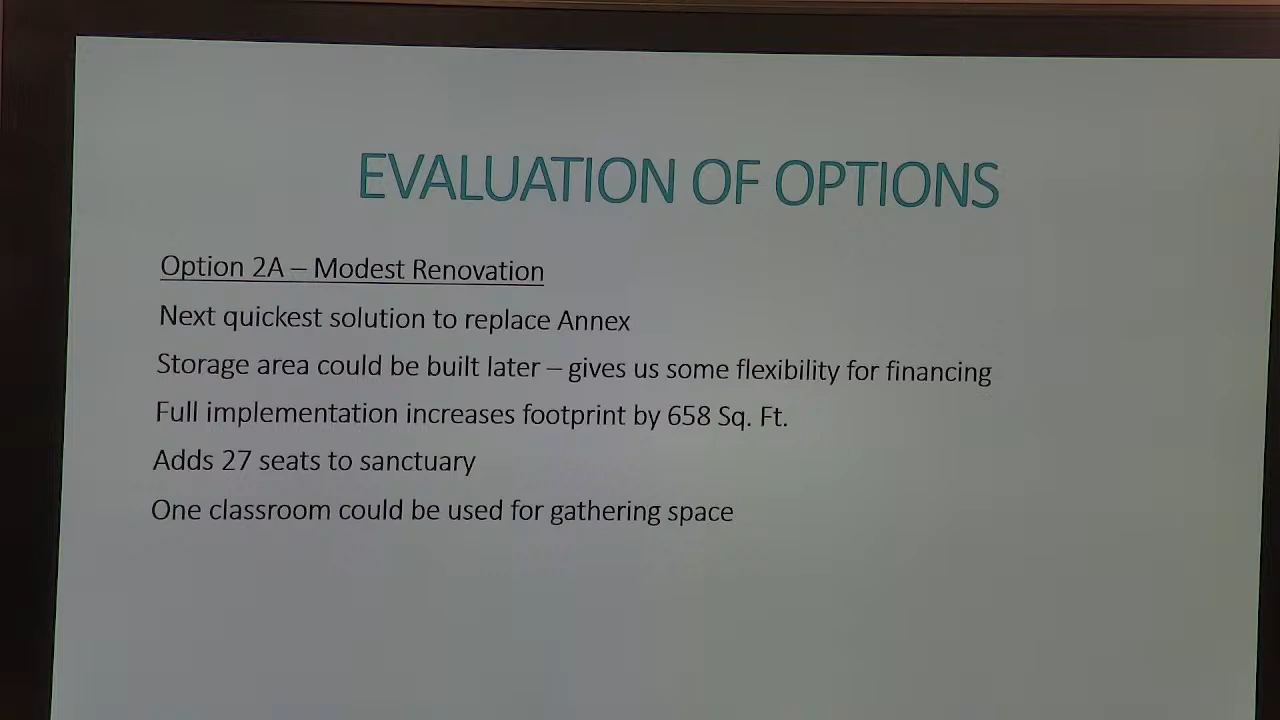 EVALUATION OF OPTIONS
Option 2A – Modest Renovation
Next quickest solution to replace Annex
Storage area could be built later – gives us some flexibility for financing
Full implementation increases footprint by 658 Sq. Ft.
Adds 27 seats to sanctuary
One classroom could be used for gathering space